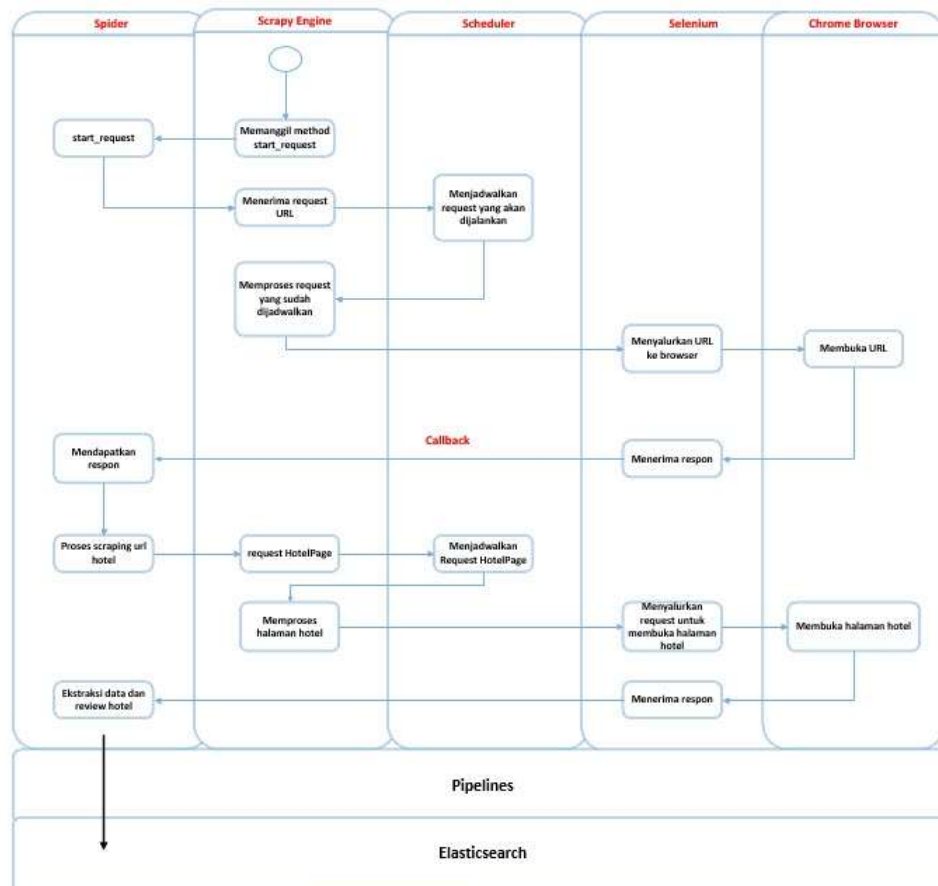 Spider
Scrapy Engine
Scheduler
Selenium
Chrome Browser
start_request
Memanggil method
start_request
Menerima request
URL
Menjadwalkan
request yang akan
dijalankan
Memproses request
yang sudah
dijadwalkan
Menyalurkan URL
ke browser
Membuka URL
Callback
Mendapatkan
respon
Menerima respon
Proses scraping url
hotel
request HotelPage
Menjadwalkan
Request HotelPage
Memproses
halaman hotel
Menyalurkan
request untuk
membuka halaman
hotel
Membuka halaman hotel
Ekstraksi data dan
review hotel
Menerima respon
Pipelines
Elasticsearch